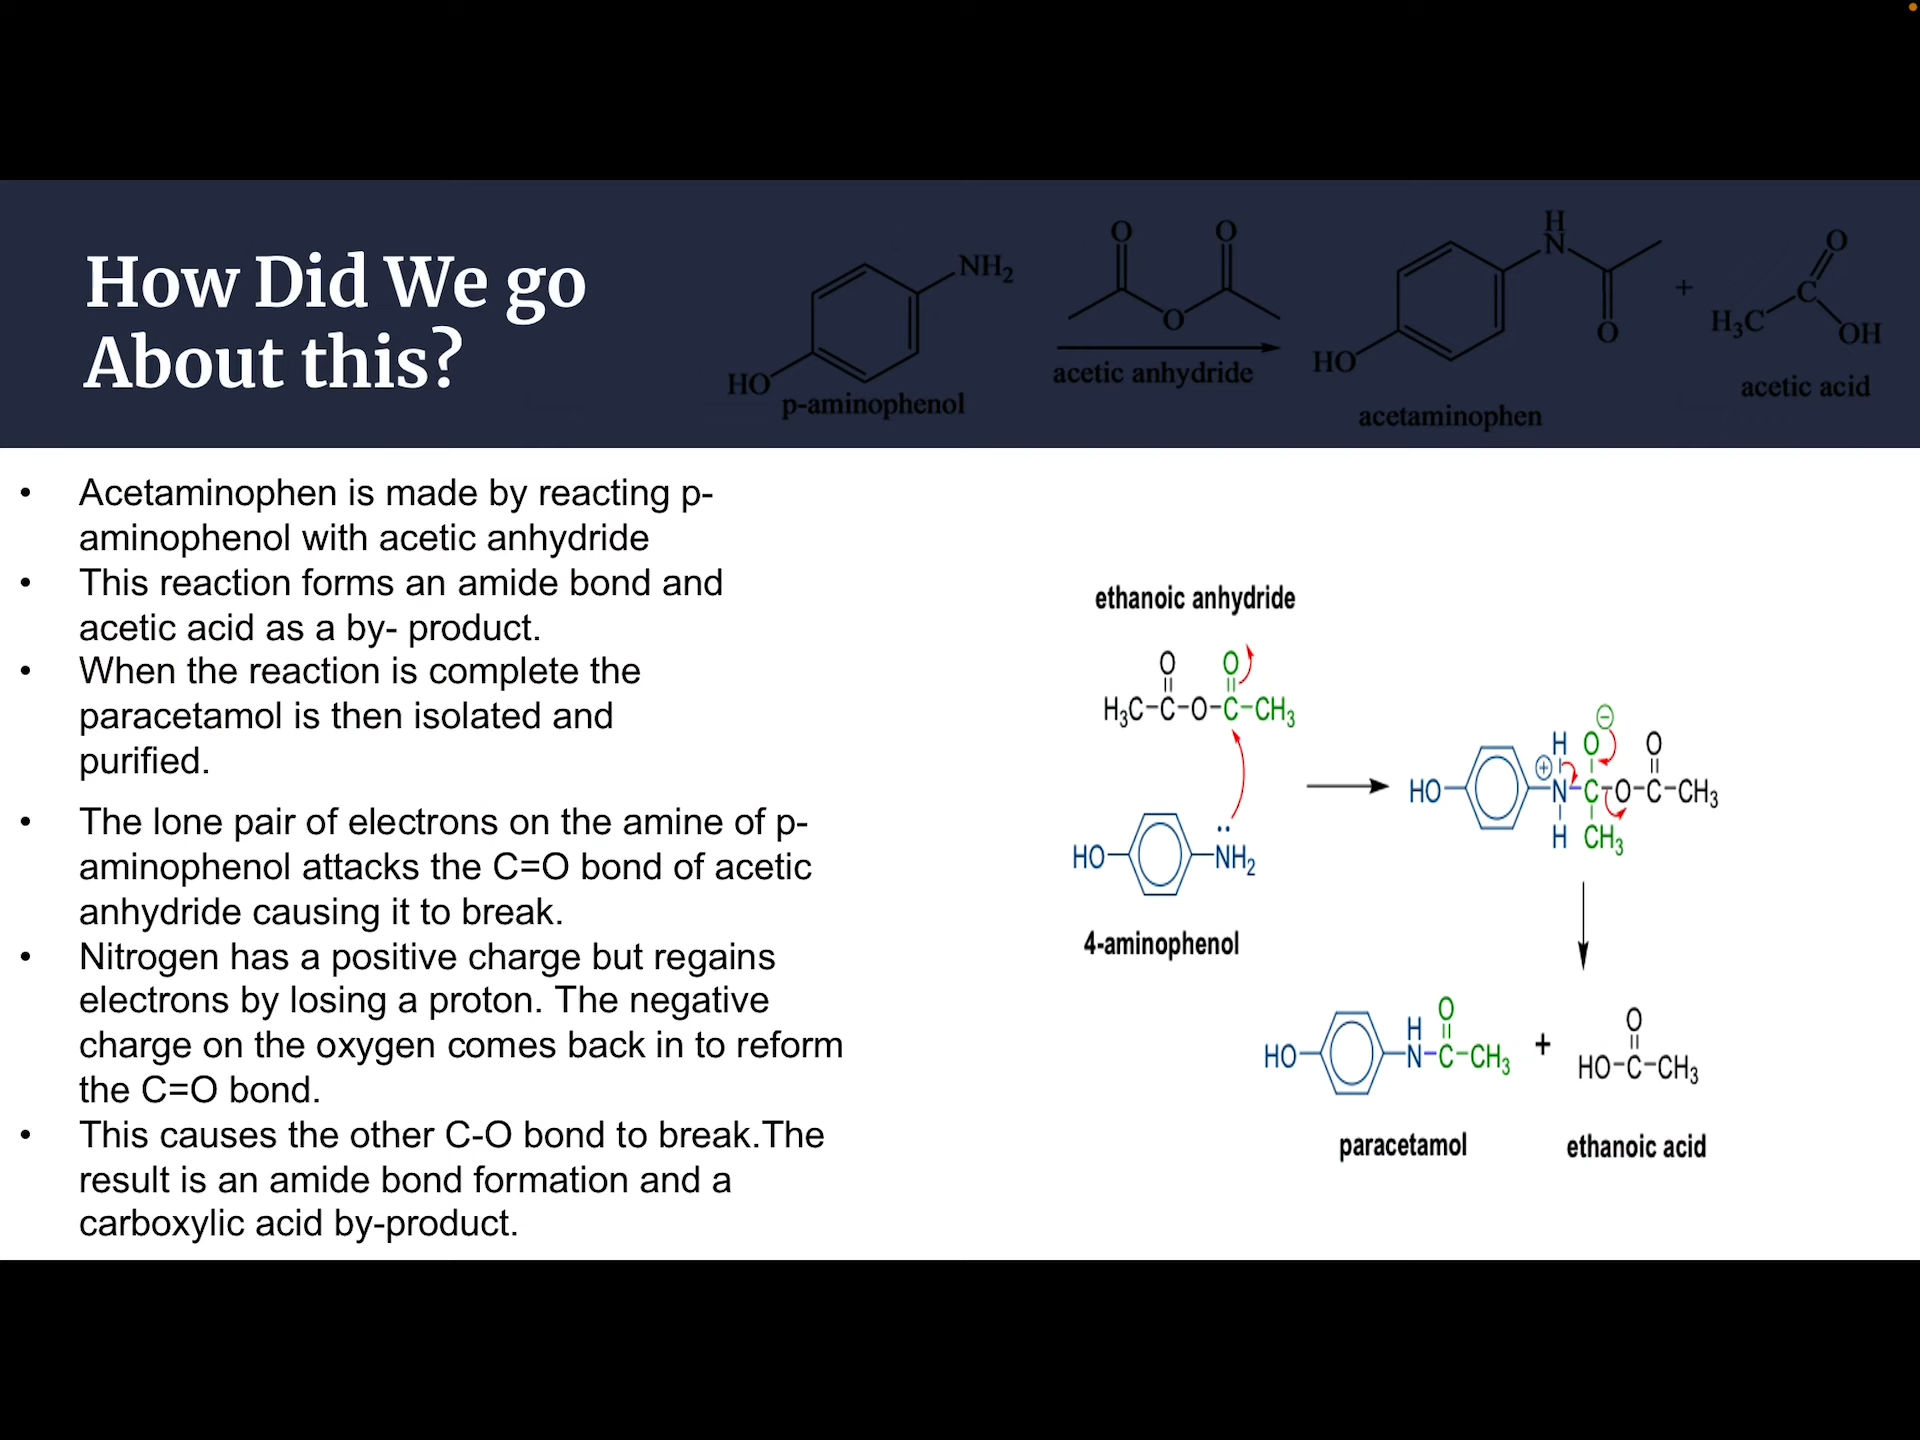 How Did We go
About this?
NH₂
HO
p-aminophenol
O O
O
acetic anhydride
H
N
O
HO
acetaminophen
+
O
C
H₃C
OH
acetic acid
• Acetaminophen is made by reacting p-
aminophenol with acetic anhydride
• This reaction forms an amide bond and
acetic acid as a by- product.
• When the reaction is complete the
paracetamol is then isolated and
purified.
• The lone pair of electrons on the amine of p-
aminophenol attacks the C=O bond of acetic
anhydride causing it to break.
• Nitrogen has a positive charge but regains
electrons by losing a proton. The negative
charge on the oxygen comes back in to reform
the C=O bond.
• This causes the other C-O bond to break.The
result is an amide bond formation and a
carboxylic acid by-product.
ethanoic anhydride
O O
H₃C-C-O-C-CH₃
HO NH₂
4-aminophenol
H O O
HO N-C-O-C-CH₃
H CH₃
H O
HO N-C-CH₃
+
O
HO-C-CH₃
paracetamol
ethanoic acid